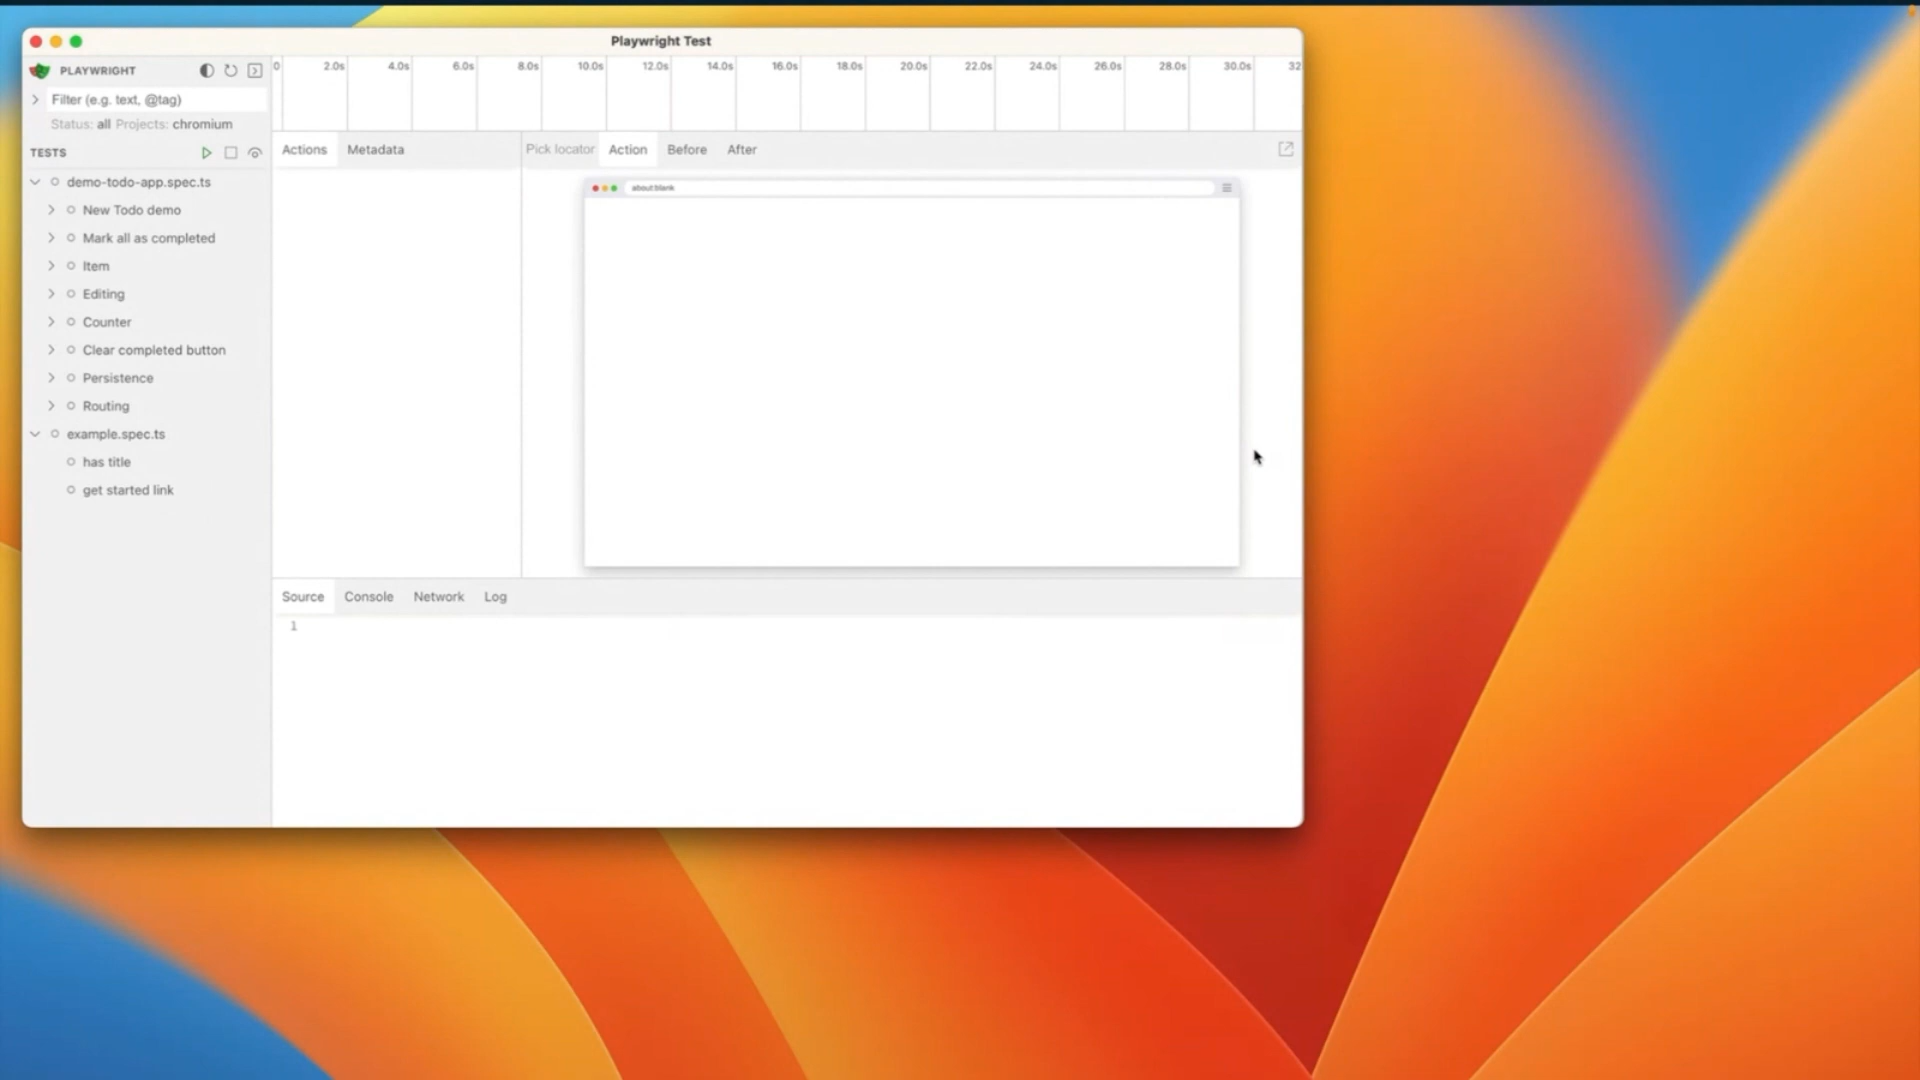 Playwright Test
PLAYWRIGHT
Filter (e.g. text, @tag)
Status: all Projects: chromium
TESTS
demo-todo-app.spec.ts
New Todo demo
Mark all as completed
Item
Editing
Counter
Clear completed button
Persistence
Routing
example.spec.ts
has title
get started link
0 2.0s 4.0s 6.0s 8.0s 10.0s 12.0s 14.0s 16.0s 18.0s 20.0s 22.0s 24.0s 26.0s 28.0s 30.0s 32
Actions Metadata
Pick locator Action Before After
about:blank
Source Console Network Log
1